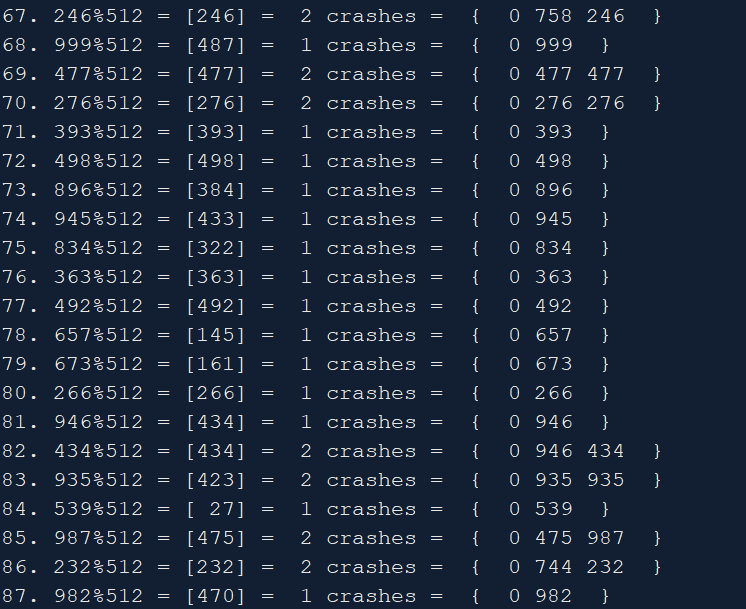 67. 246%512 = [246] =  2 crashes =  {  0 758 246  }
68. 999%512 = [487] =  1 crashes =  {  0 999  }
69. 477%512 = [477] =  2 crashes =  {  0 477 477  }
70. 276%512 = [276] =  2 crashes =  {  0 276 276  }
71. 393%512 = [393] =  1 crashes =  {  0 393  }
72. 498%512 = [498] =  1 crashes =  {  0 498  }
73. 896%512 = [384] =  1 crashes =  {  0 896  }
74. 945%512 = [433] =  1 crashes =  {  0 945  }
75. 834%512 = [322] =  1 crashes =  {  0 834  }
76. 363%512 = [363] =  1 crashes =  {  0 363  }
77. 492%512 = [492] =  1 crashes =  {  0 492  }
78. 657%512 = [145] =  1 crashes =  {  0 657  }
79. 673%512 = [161] =  1 crashes =  {  0 673  }
80. 266%512 = [266] =  1 crashes =  {  0 266  }
81. 946%512 = [434] =  1 crashes =  {  0 946  }
82. 434%512 = [434] =  2 crashes =  {  0 946 434  }
83. 935%512 = [423] =  2 crashes =  {  0 935 935  }
84. 539%512 = [ 27] =  1 crashes =  {  0 539  }
85. 987%512 = [475] =  2 crashes =  {  0 475 987  }
86. 232%512 = [232] =  2 crashes =  {  0 744 232  }
87. 982%512 = [470] =  1 crashes =  {  0 982  }